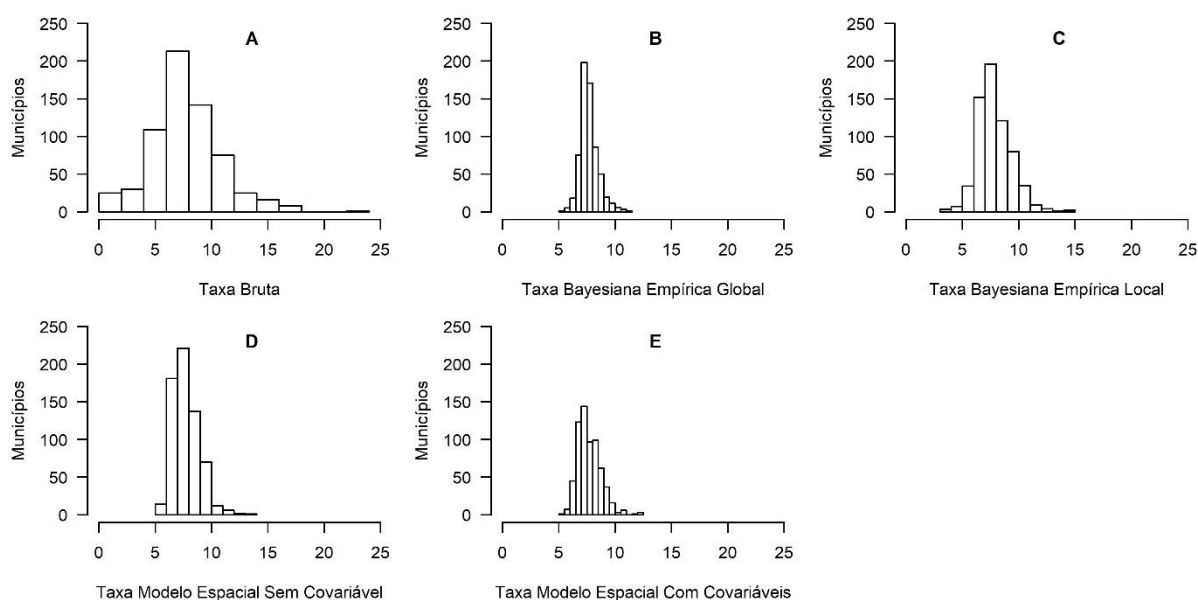 A
250
200
150
100
50
0
Municípios
0 5 10 15 20 25
Taxa Bruta
B
250
200
150
100
50
0
Municípios
0 5 10 15 20 25
Taxa Bayesiana Empírica Global
C
250
200
150
100
50
0
Municípios
0 5 10 15 20 25
Taxa Bayesiana Empírica Local
D
250
200
150
100
50
0
Municípios
0 5 10 15 20 25
Taxa Modelo Espacial Sem Covariável
E
250
200
150
100
50
0
Municípios
0 5 10 15 20 25
Taxa Modelo Espacial Com Covariáveis